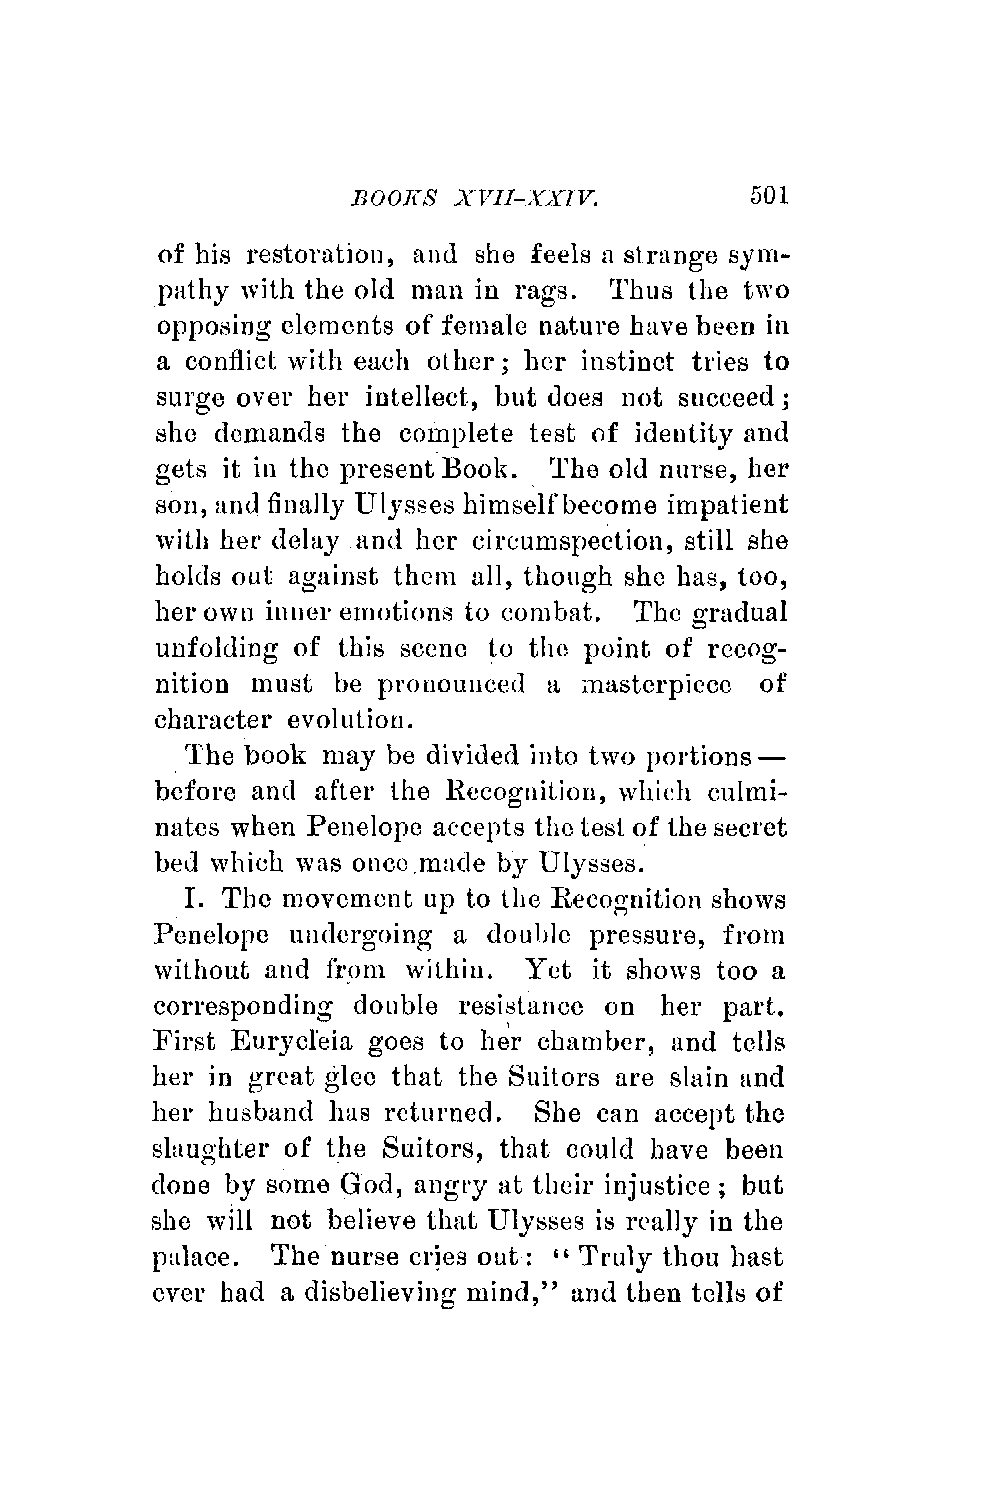 BOOKS XVII-XXIV. 501
of his restoration, and she feels a strange sym-
pathy with the old man in rags. Thus the two
opposing elements of female nature have been in
a conflict with each other; her instinct tries to
surge over her intellect, but does not succeed;
she demands the complete test of identity and
gets it in the present Book. The old nurse, her
son, and finally Ulysses himself become impatient
with her delay and her circumspection, still she
holds out against them all, though she has, too,
her own inner emotions to combat. The gradual
unfolding of this scene to the point of recog-
nition must be pronounced a masterpiece of
character evolution.
The book may be divided into two portions —
before and after the Recognition, which culmi-
nates when Penelope accepts the test of the secret
bed which was once made by Ulysses.
I. The movement up to the Recognition shows
Penelope undergoing a double pressure, from
without and from within. Yet it shows too a
corresponding double resistance on her part.
First Eurycleia goes to her chamber, and tells
her in great glee that the Suitors are slain and
her husband has returned. She can accept the
slaughter of the Suitors, that could have been
done by some God, angry at their injustice; but
she will not believe that Ulysses is really in the
palace. The nurse cries out: "Truly thou hast
ever had a disbelieving mind," and then tells of